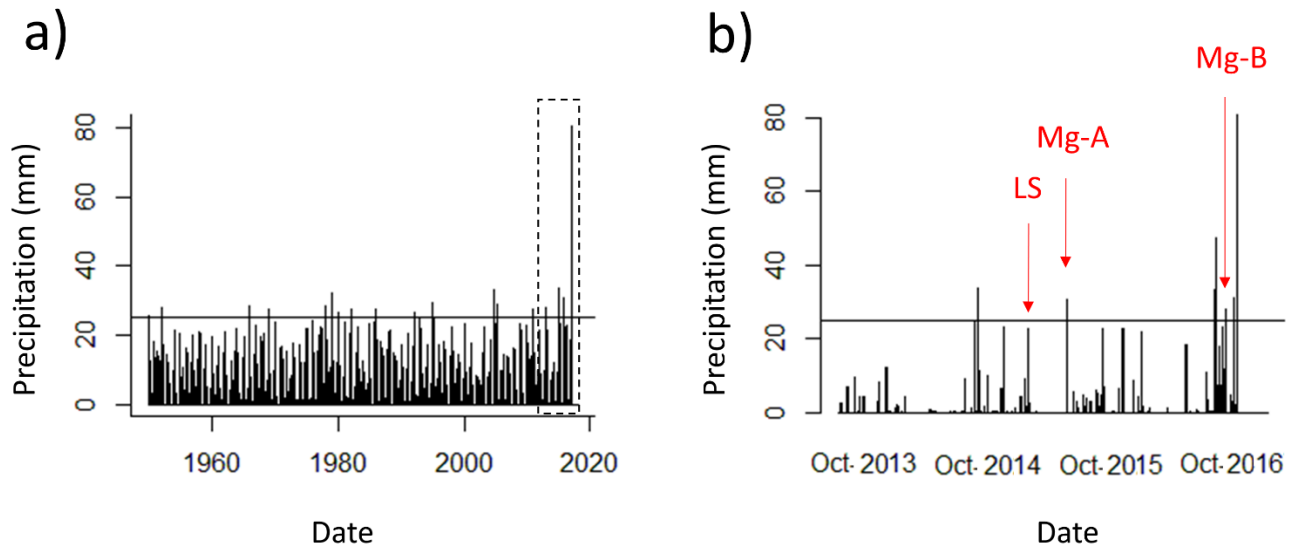 a)
Precipitation (mm)
80
60
40
20
0
1960 1980 2000 2020
Date
b)
Mg-B
Mg-A
LS
Precipitation (mm)
80
60
40
20
0
Oct. 2013 Oct. 2014 Oct. 2015 Oct. 2016
Date